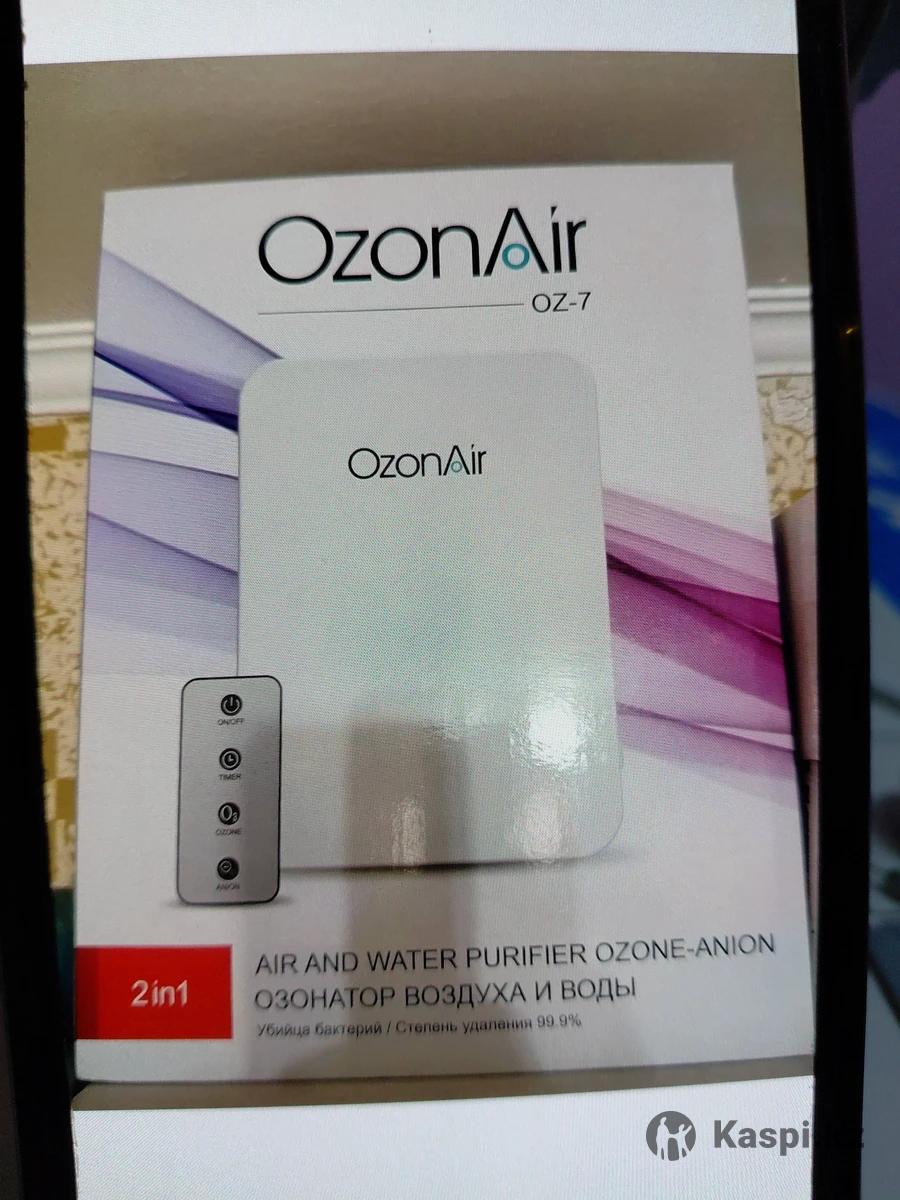 OzonAir
OZ-7
OzonAir
ON/OFF
TIMER
O3
OZONE
ANION
2in1
AIR AND WATER PURIFIER OZONE-ANION
ОЗОНАТОР ВОЗДУХА И ВОДЫ
Убийца бактерий / Степень удаления 99.9%